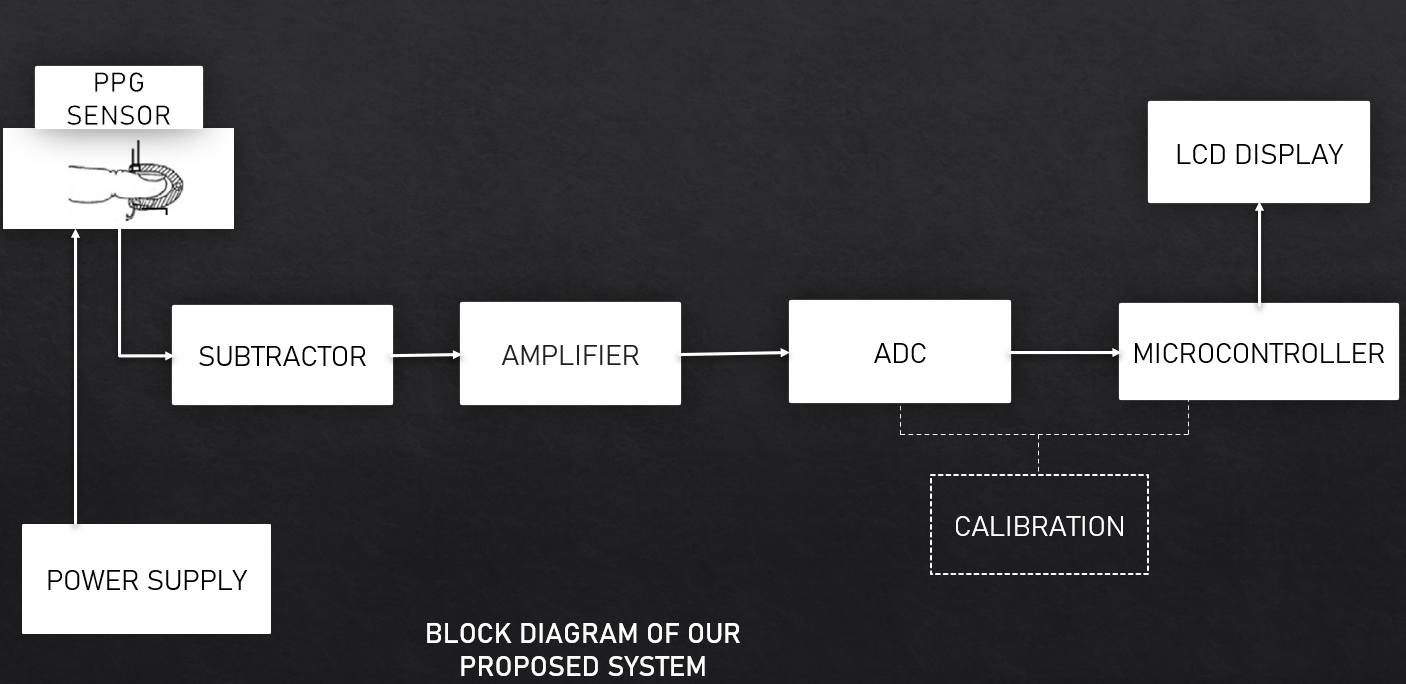 PPG
SENSOR
LCD DISPLAY
SUBTRACTOR
AMPLIFIER
ADC
MICROCONTROLLER
CALIBRATION
POWER SUPPLY
BLOCK DIAGRAM OF OUR
PROPOSED SYSTEM